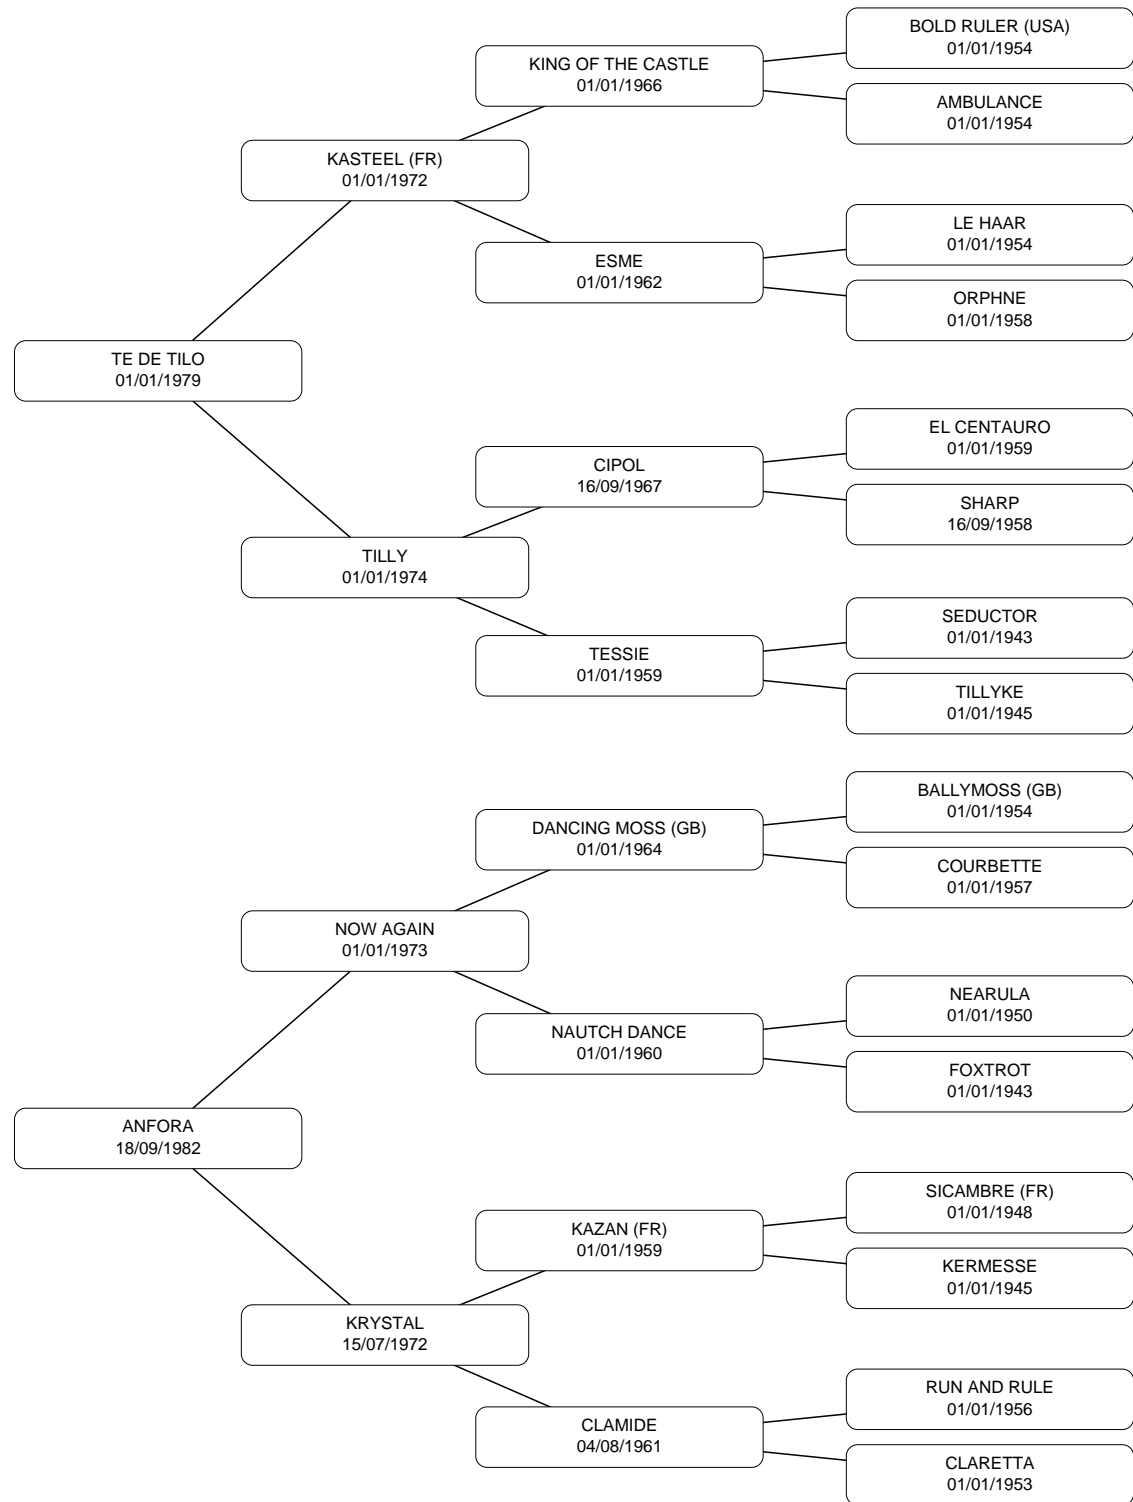 BOLD RULER (USA)
01/01/1954
KING OF THE CASTLE
01/01/1966
AMBULANCE
01/01/1954
KASTEEL (FR)
01/01/1972
LE HAAR
01/01/1954
ESME
01/01/1962
ORPHNE
01/01/1958
TE DE TILO
01/01/1979
EL CENTAURO
01/01/1959
CIPOL
16/09/1967
SHARP
16/09/1958
TILLY
01/01/1974
SEDUCTOR
01/01/1943
TESSIE
01/01/1959
TILLYKE
01/01/1945
BALLYMOSS (GB)
01/01/1954
DANCING MOSS (GB)
01/01/1964
COURBETTE
01/01/1957
NOW AGAIN
01/01/1973
NEARULA
01/01/1950
NAUTCH DANCE
01/01/1960
FOXTROT
01/01/1943
ANFORA
18/09/1982
SICAMBRE (FR)
01/01/1948
KAZAN (FR)
01/01/1959
KERMESSE
01/01/1945
KRYSTAL
15/07/1972
RUN AND RULE
01/01/1956
CLAMIDE
04/08/1961
CLARETTA
01/01/1953